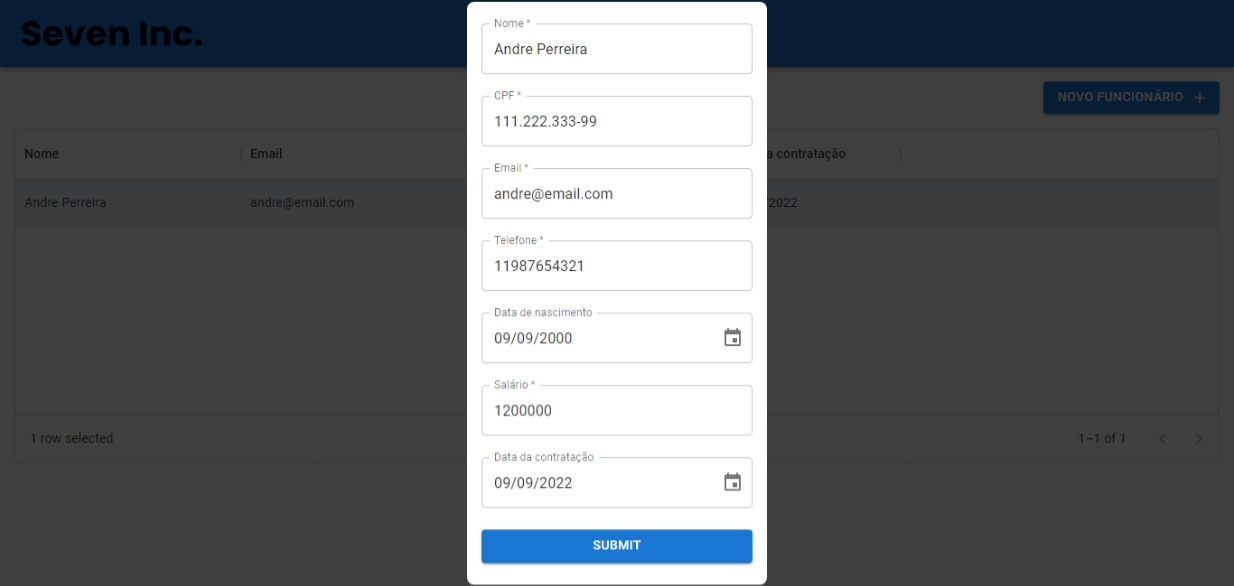 Seven Inc.
NOVO FUNCIONÁRIO +
Nome
Email
a contratação
Andre Perreira
andre@email.com
2022
1 row selected
1–1 of 1
Nome *
Andre Perreira
CPF *
111.222.333-99
Email *
andre@email.com
Telefone *
11987654321
Data de nascimento
09/09/2000
Salário *
1200000
Data da contratação
09/09/2022
SUBMIT